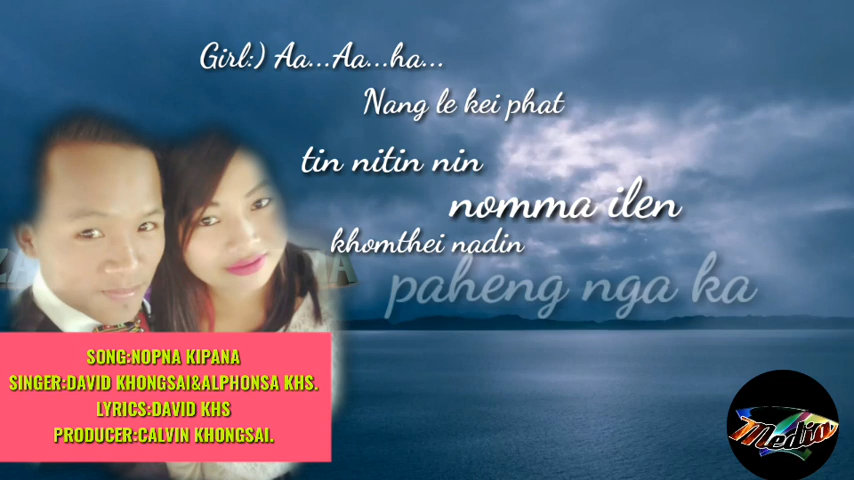 Girl:) Aa...Aa...ha...
Nang le kei phat
tin nitin nin
nomma ilen
khomthei nadin
paheng nga ka
SONG:NOPNA KIPANA
SINGER:DAVID KHONGSAI&ALPHONSA KHS.
LYRICS:DAVID KHS
PRODUCER:CALVIN KHONGSAI.
Media